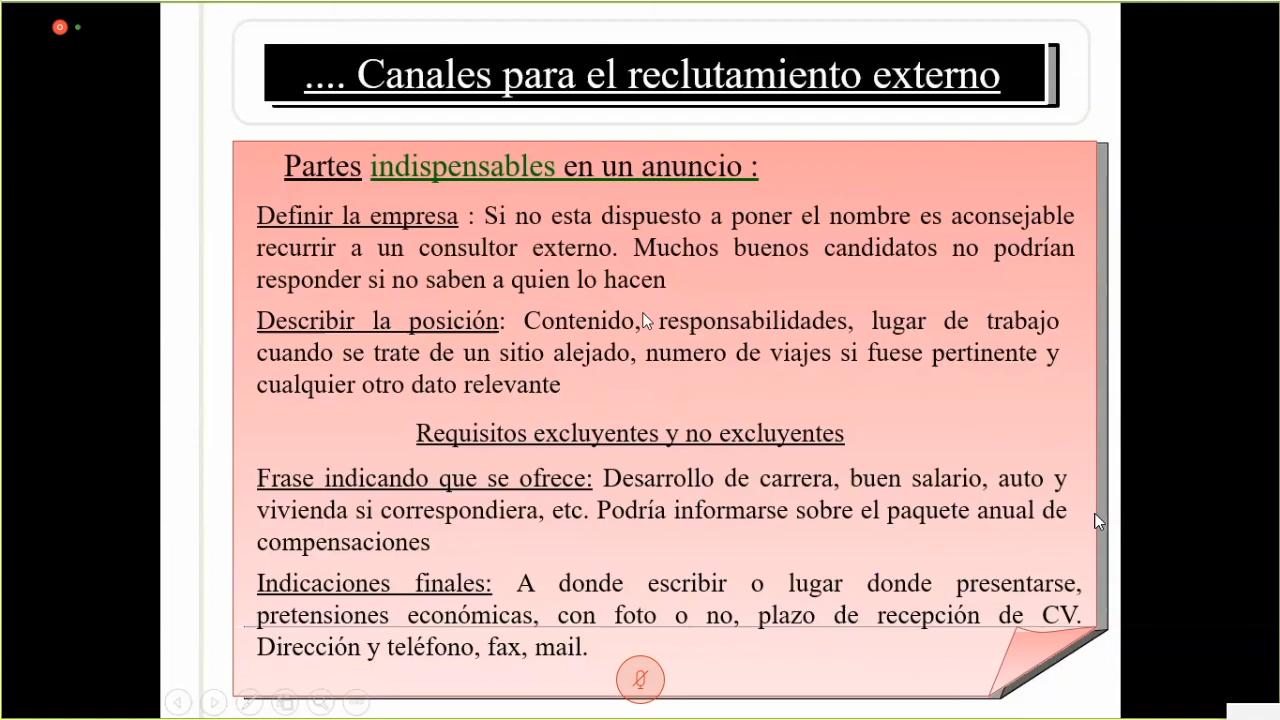 .... Canales para el reclutamiento externo
Partes indispensables en un anuncio :
Definir la empresa : Si no esta dispuesto a poner el nombre es aconsejable
recurrir a un consultor externo. Muchos buenos candidatos no podrían
responder si no saben a quien lo hacen
Describir la posición: Contenido, responsabilidades, lugar de trabajo
cuando se trate de un sitio alejado, numero de viajes si fuese pertinente y
cualquier otro dato relevante
Requisitos excluyentes y no excluyentes
Frase indicando que se ofrece: Desarrollo de carrera, buen salario, auto y
vivienda si correspondiera, etc. Podría informarse sobre el paquete anual de
compensaciones
Indicaciones finales: A donde escribir o lugar donde presentarse,
pretensiones económicas, con foto o no, plazo de recepción de CV.
Dirección y teléfono, fax, mail.